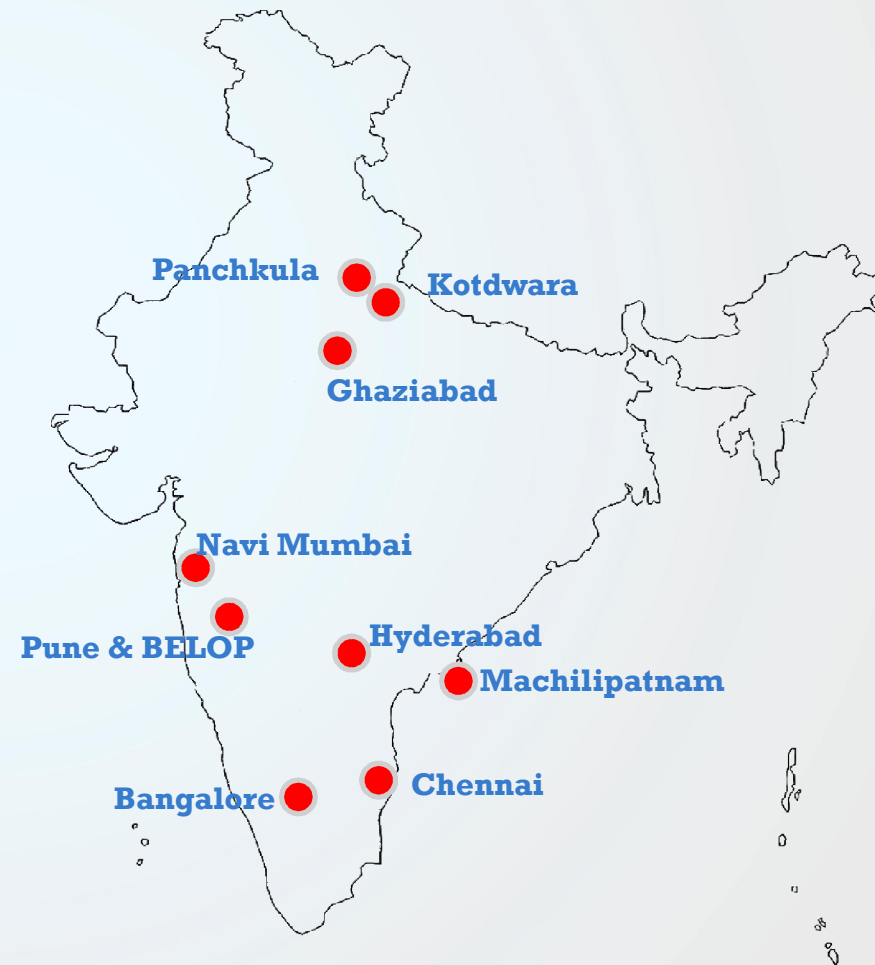 Panchkula
Kotdwara
Ghaziabad
Navi Mumbai
Pune & BELOP
Hyderabad
Machilipatnam
Chennai
Bangalore